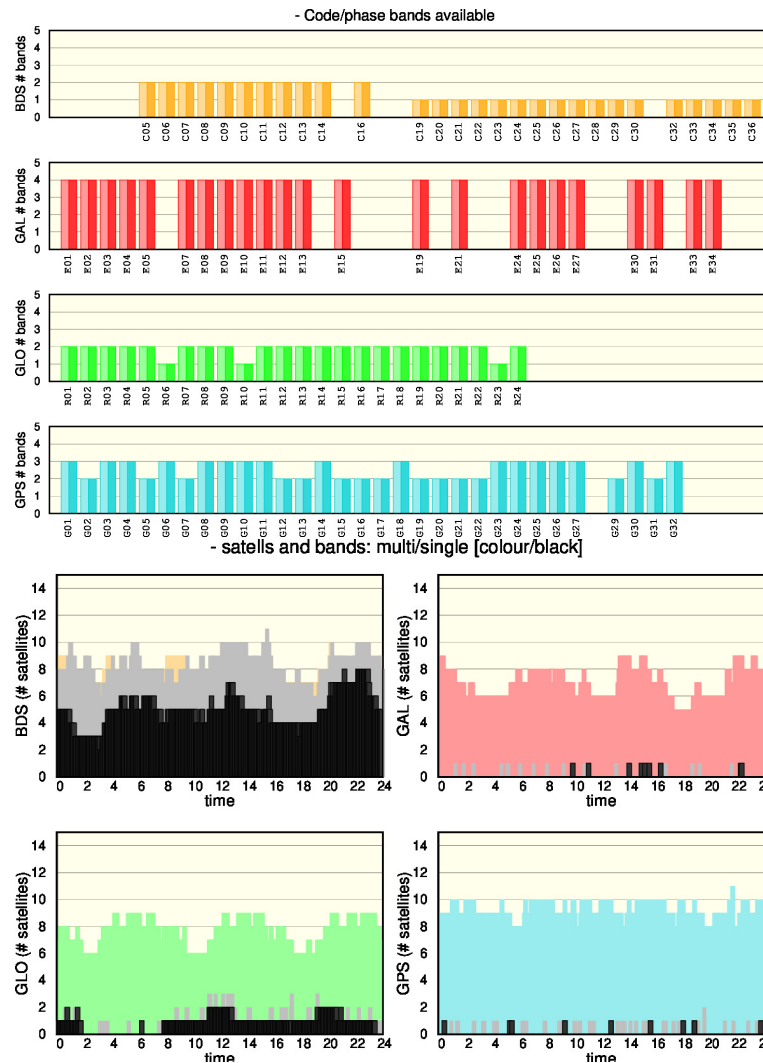 - Code/phase bands available
BDS # bands
5
4
3
2
1
C05 C06 C07 C08 C09 C10 C11 C12 C13 C14 C16 C19 C20 C21 C22 C23 C24 C25 C26 C27 C28 C29 C30 C32 C33 C34 C35 C36
GAL # bands
5
4
3
2
1
0
E01 E02 E03 E04 E05 E07 E08 E09 E10 E11 E12 E13 E15 E19 E21 E24 E25 E26 E27 E30 E31 E33 E34
GLO # bands
5
4
3
2
1
0
R01 R02 R03 R04 R05 R06 R07 R08 R09 R10 R11 R12 R13 R14 R15 R16 R17 R18 R19 R20 R21 R22 R23 R24
GPS # bands
5
4
3
2
1
0
G01 G02 G03 G04 G05 G06 G07 G08 G09 G10 G11 G12 G13 G14 G15 G16 G17 G18 G19 G20 G21 G22 G23 G24 G25 G26 G27 G29 G30 G31 G32
- satells and bands: multi/single [colour/black]
BDS (# satellites)
14
12
10
8
6
4
2
0
0 2 4 6 8 10 12 14 16 18 20 22 24
time
GAL (# satellites)
14
12
10
8
6
4
2
0
0 2 4 6 8 10 12 14 16 18 20 22
time
GLO (# satellites)
14
12
10
8
6
4
2
0
0 2 4 6 8 10 12 14 16 18 20 22 24
time
GPS (# satellites)
14
12
10
8
6
4
2
0
0 2 4 6 8 10 12 14 16 18 20 22
time